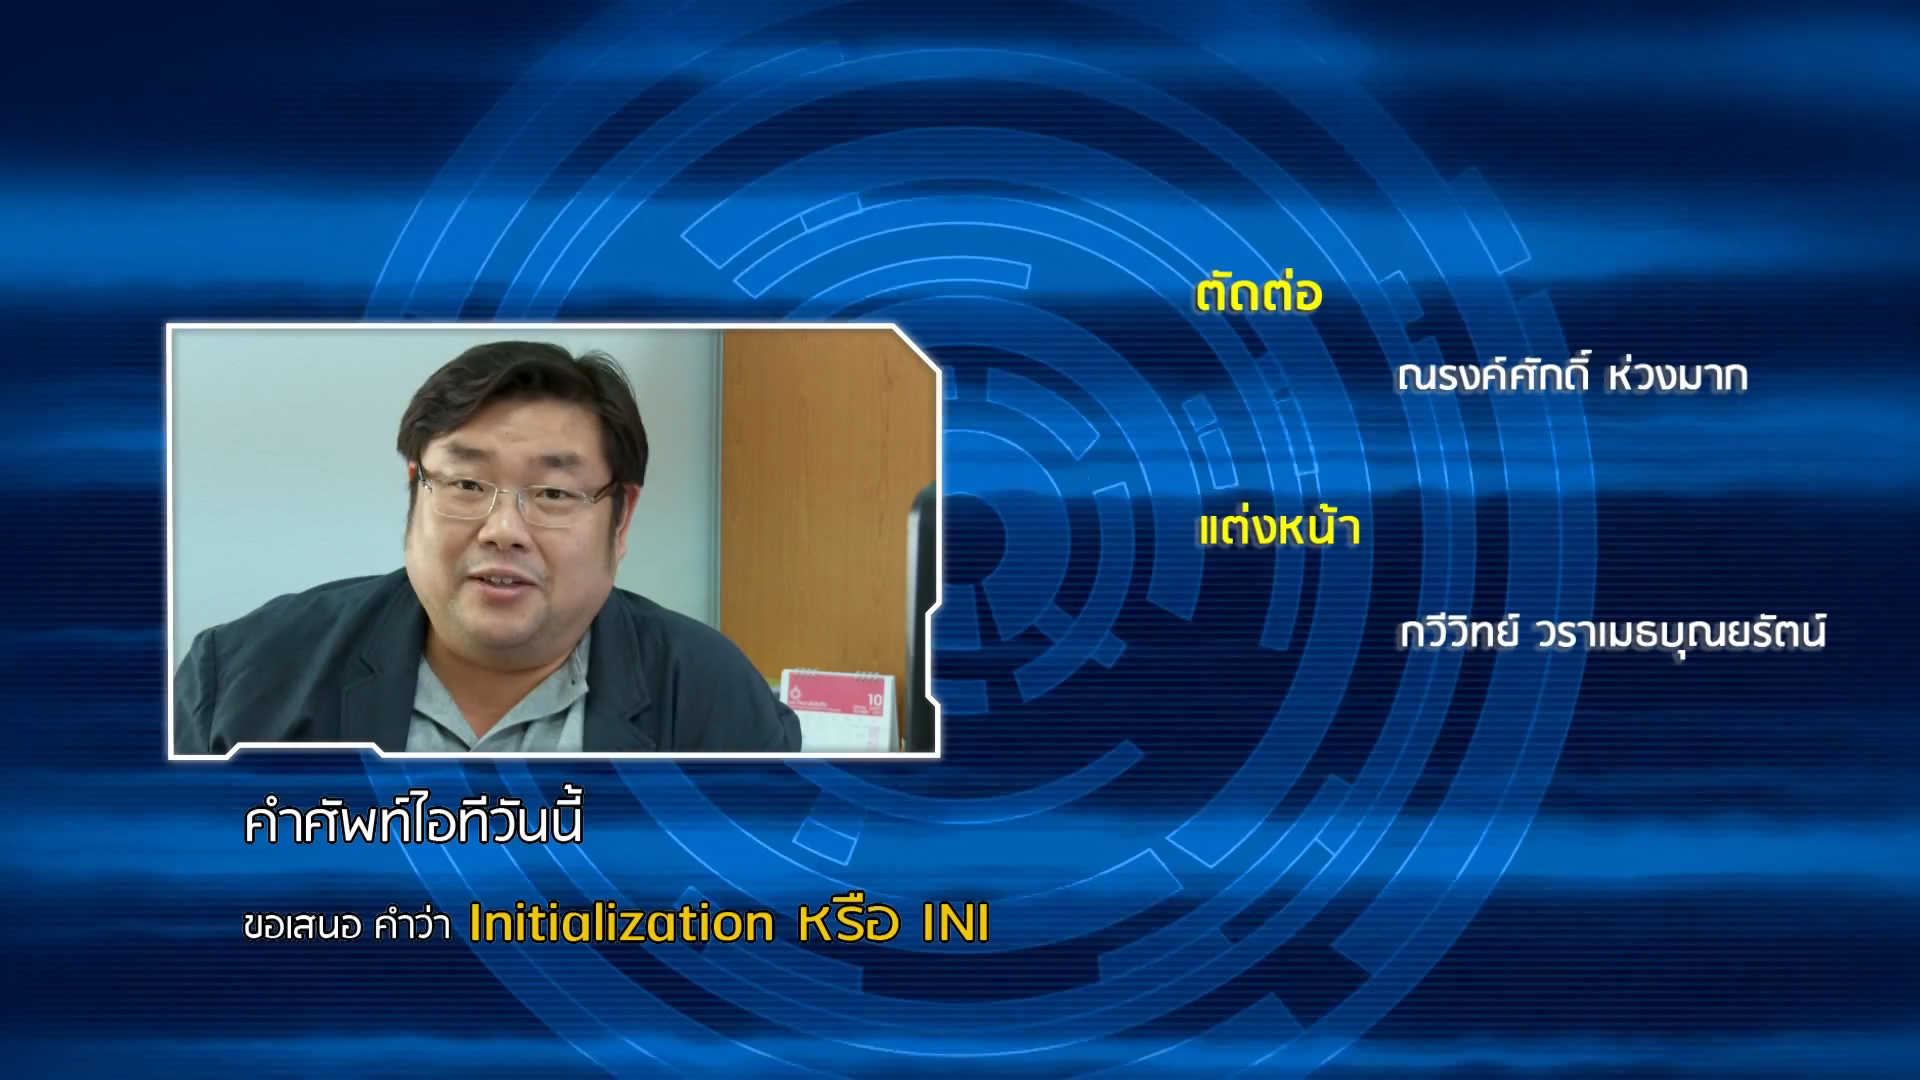 ตัดต่อ
ณรงค์ศักดิ์ ห่วงมาก
แต่งหน้า
กวีวิทย์ วราเมธบุณยรัตน์
10
คำศัพท์ไอทีวันนี้
ขอเสนอ คำว่า Initialization หรือ INI